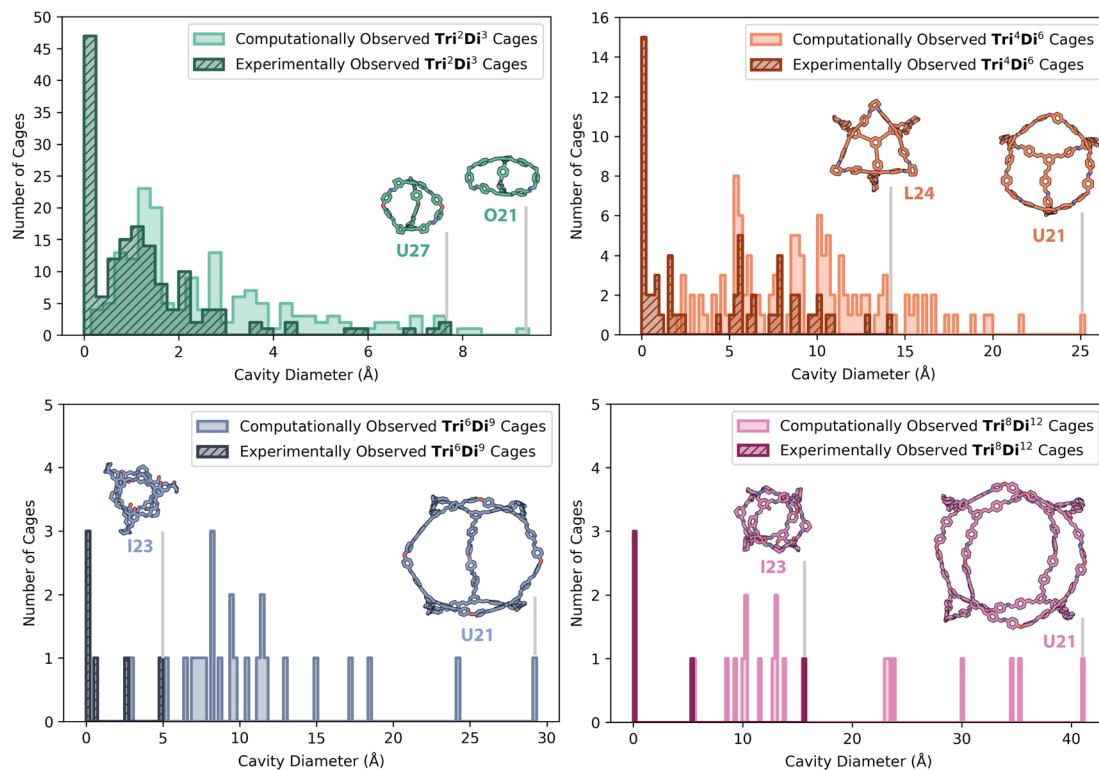 50
45
40
35
30
25
20
15
10
5
0
Number of Cages
Computationally Observed Tri²Di³ Cages
Experimentally Observed Tri²Di³ Cages
U27
O21
0 2 4 6 8
Cavity Diameter (Å)
16
14
12
10
8
6
4
2
0
Number of Cages
Computationally Observed Tri⁴Di⁶ Cages
Experimentally Observed Tri⁴Di⁶ Cages
L24
U21
0 5 10 15 20 25
Cavity Diameter (Å)
5
4
3
2
1
0
Number of Cages
Computationally Observed Tri⁶Di⁹ Cages
Experimentally Observed Tri⁶Di⁹ Cages
I23
U21
0 5 10 15 20 25 30
Cavity Diameter (Å)
5
4
3
2
1
0
Number of Cages
Computationally Observed Tri⁸Di¹² Cages
Experimentally Observed Tri⁸Di¹² Cages
I23
U21
0 10 20 30 40
Cavity Diameter (Å)